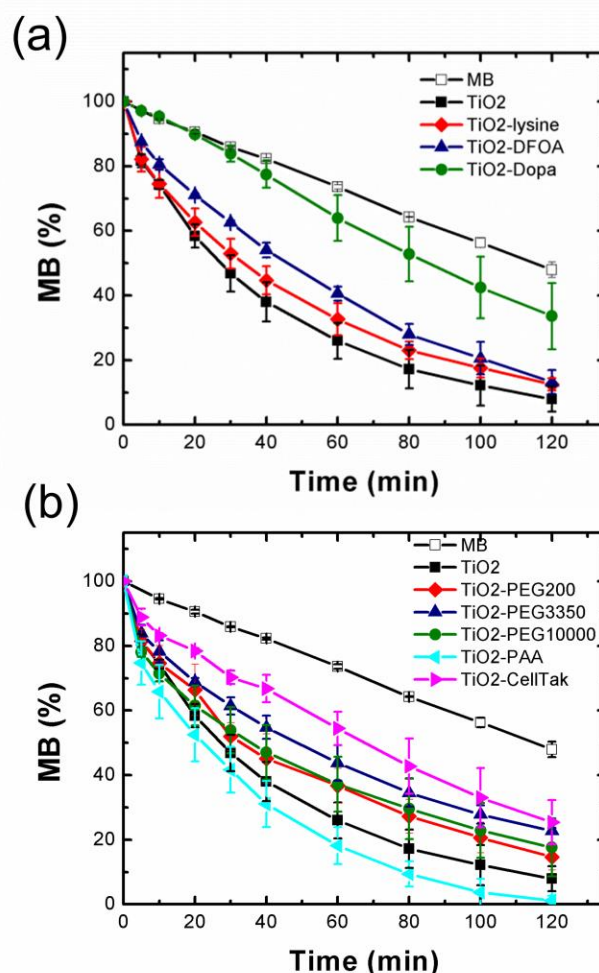 (a)
MB
TiO2
TiO2-lysine
TiO2-DFOA
TiO2-Dopa
100
80
60
40
20
0
MB (%)
0 20 40 60 80 100 120
Time (min)
(b)
MB
TiO2
TiO2-PEG200
TiO2-PEG3350
TiO2-PEG10000
TiO2-PAA
TiO2-CellTak
100
80
60
40
20
0
MB (%)
0 20 40 60 80 100 120
Time (min)